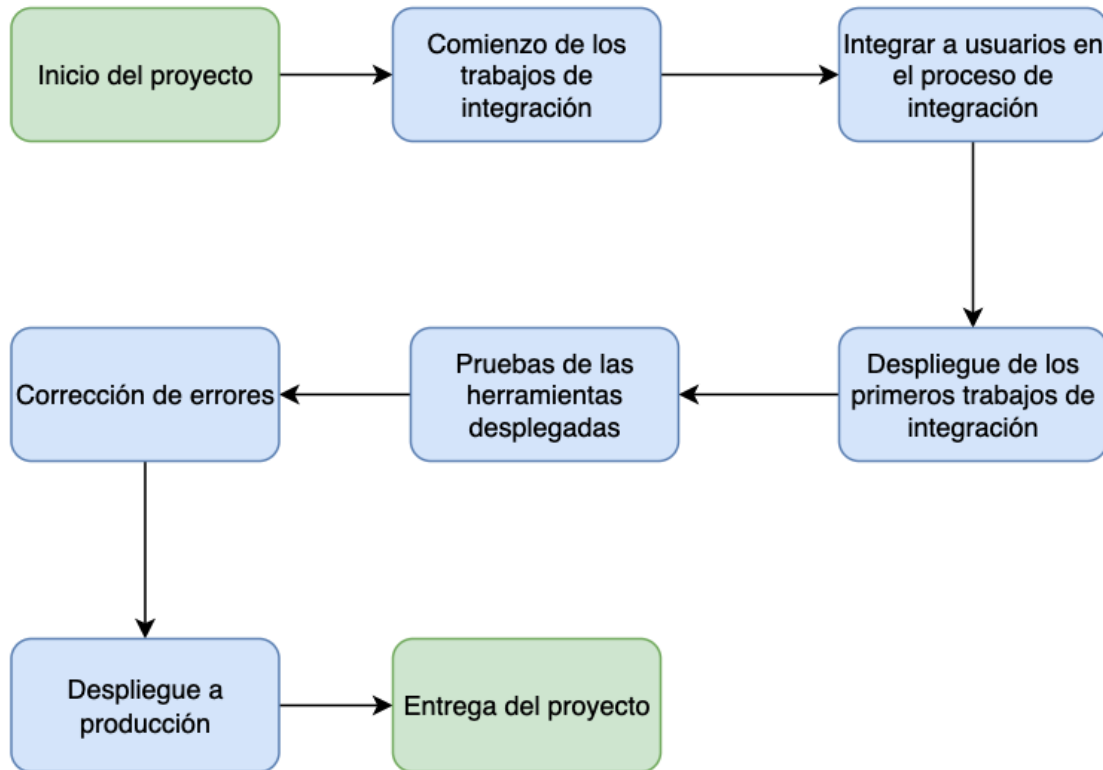 Inicio del proyecto
Comienzo de los
trabajos de
integración
Integrar a usuarios en
el proceso de
integración
Despliegue de los
primeros trabajos de
integración
Pruebas de las
herramientas
desplegadas
Corrección de errores
Despliegue a
producción
Entrega del proyecto